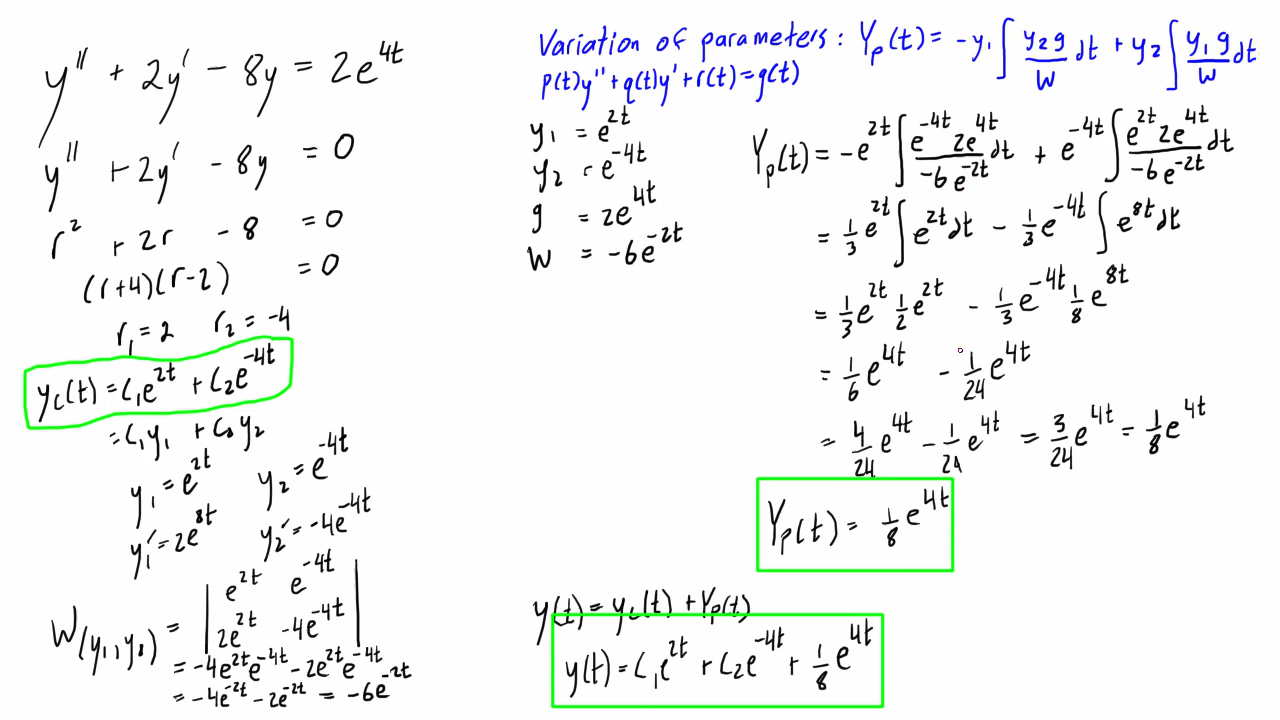 y'' + 2y' - 8y = 2e^{4t}
y'' + 2y' - 8y = 0
r^2 + 2r - 8 = 0
(r+4)(r-2) = 0
r_1 = 2 r_2 = -4
y_c(t) = c_1e^{2t} + c_2e^{-4t}
= c_1y_1 + c_2y_2
y_1 = e^{2t} y_2 = e^{-4t}
y_1' = 2e^{8t} y_2' = -4e^{-4t}
W(y_1, y_2) = | e^{2t} e^{-4t} |
| 2e^{2t} -4e^{-4t} |
= -4e^{2t}e^{-4t} - 2e^{2t}e^{-4t}
= -4e^{-2t} - 2e^{-2t} = -6e^{-2t}
Variation of parameters: Y_p(t) = -y_1 ∫ y_2 g / W dt + y_2 ∫ y_1 g / W dt
p(t)y'' + q(t)y' + r(t) = g(t)
y_1 = e^{2t}
y_2 = e^{-4t}
g = 2e^{4t}
W = -6e^{-2t}
Y_p(t) = -e^{2t} ∫ e^{-4t} 2e^{4t} / -6e^{-2t} dt + e^{-4t} ∫ e^{2t} 2e^{4t} / -6e^{-2t} dt
= 1/3 e^{2t} ∫ e^{2t} dt - 1/3 e^{-4t} ∫ e^{8t} dt
= 1/3 e^{2t} 1/2 e^{2t} - 1/3 e^{-4t} 1/8 e^{8t}
= 1/6 e^{4t} - 1/24 e^{4t}
= 4/24 e^{4t} - 1/24 e^{4t} = 3/24 e^{4t} = 1/8 e^{4t}
Y_p(t) = 1/8 e^{4t}
y(t) = y_c(t) + Y_p(t)
y(t) = c_1e^{2t} + c_2e^{-4t} + 1/8 e^{4t}